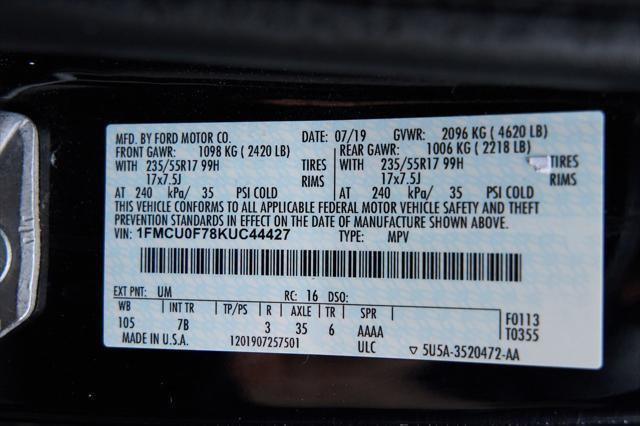 MFD. BY FORD MOTOR CO. DATE: 07/19 GVWR: 2096 KG ( 4620 LB)
FRONT GAWR: 1098 KG ( 2420 LB) REAR GAWR: 1006 KG ( 2218 LB)
WITH 235/55R17 99H TIRES WITH 235/55R17 99H TIRES
17x7.5J RIMS 17x7.5J RIMS
AT 240 kPa/ 35 PSI COLD AT 240 kPa/ 35 PSI COLD
THIS VEHICLE CONFORMS TO ALL APPLICABLE FEDERAL MOTOR VEHICLE SAFETY AND THEFT
PREVENTION STANDARDS IN EFFECT ON THE DATE OF MANUFACTURE SHOWN ABOVE.
VIN: 1FMCU0F78KUC44427 TYPE: MPV
EXT PNT: UM RC: 16 DSO:
WB INT TR TP/PS R AXLE TR SPR F0113
105 7B 3 35 6 AAAA T0355
MADE IN U.S.A. 1201907257501 ULC ▽ 5U5A-3520472-AA